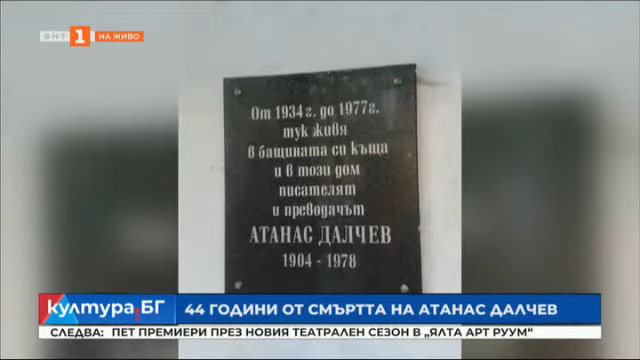 БНТ 1 НА ЖИВО
От 1934 г. до 1977 г.
тук живя
в бащината си къща
и в този дом
писателят
и преводачът
АТАНАС ДАЛЧЕВ
1904 - 1978
култура.БГ
44 ГОДИНИ ОТ СМЪРТТА НА АТАНАС ДАЛЧЕВ
СЛЕДВА: ПЕТ ПРЕМИЕРИ ПРЕЗ НОВИЯ ТЕАТРАЛЕН СЕЗОН В „ЯЛТА АРТ РУУМ“